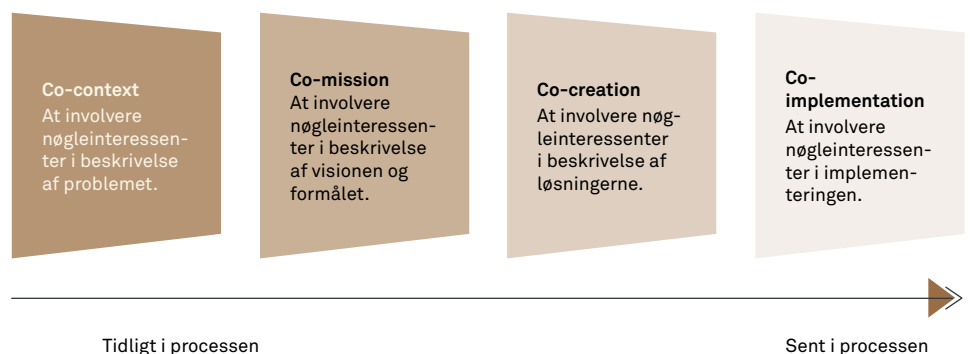 Co-context
At involvere
nøgleinteressen-
ter i beskrivelse
af problemet.
Co-mission
At involvere
nøgleinteressen-
ter i beskrivelse
af visionen og
formålet.
Co-creation
At involvere nøg-
leinteressenter
i beskrivelse af
løsningerne.
Co-
implementation
At involvere
nøgleinteressen-
ter i implemen-
teringen.
Tidligt i processen
Sent i processen